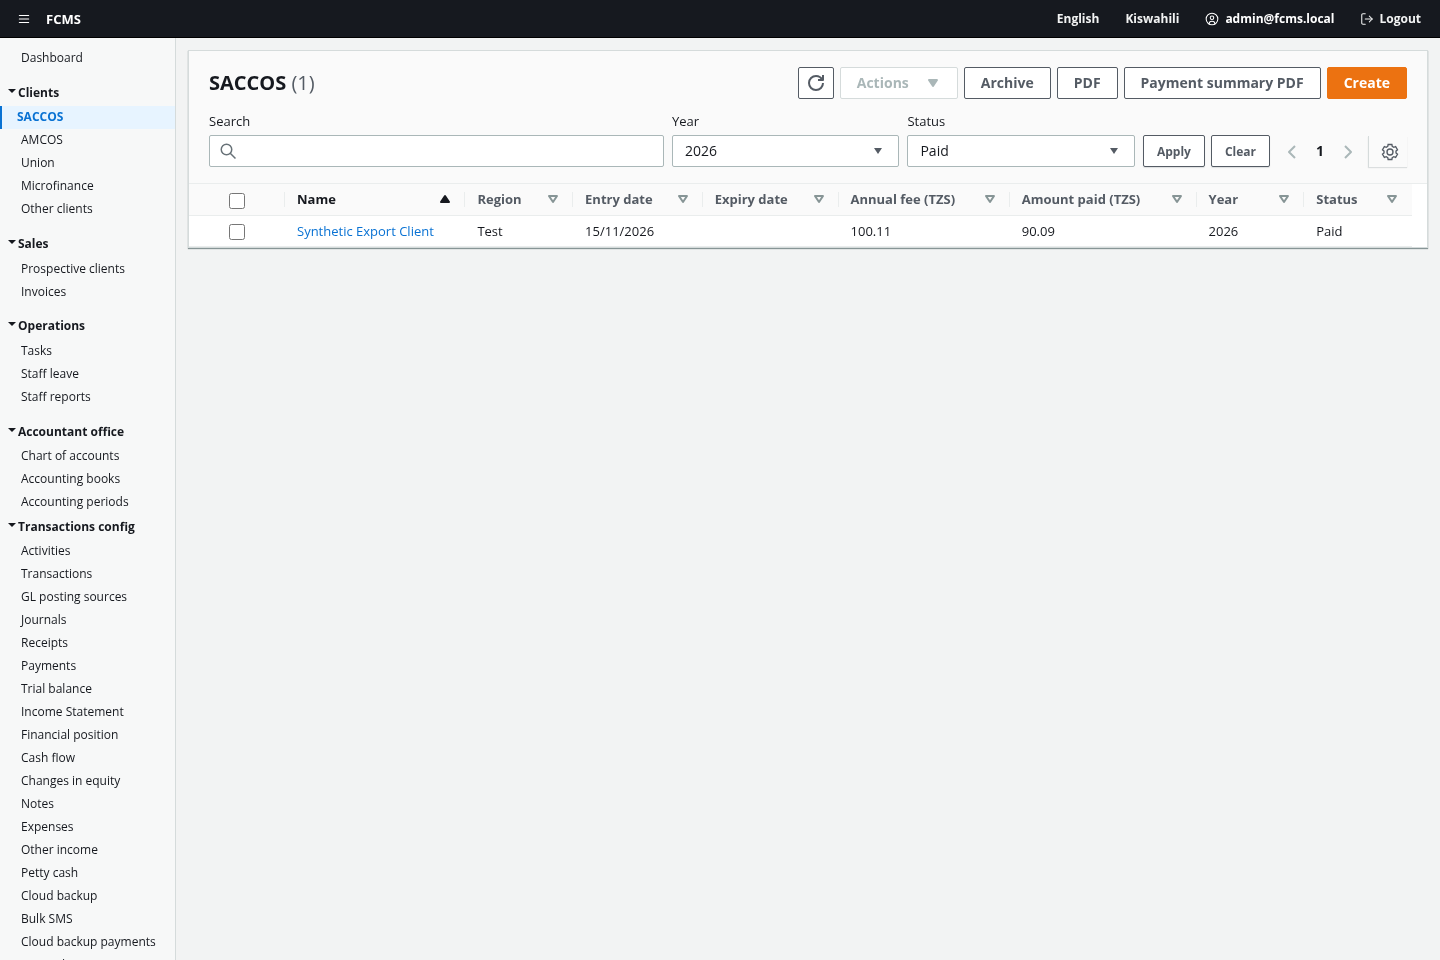 FCMS
English Kiswahili admin@fcms.local Logout
Dashboard
Clients
SACCOS
AMCOS
Union
Microfinance
Other clients
Sales
Prospective clients
Invoices
Operations
Tasks
Staff leave
Staff reports
Accountant office
Chart of accounts
Accounting books
Accounting periods
Transactions config
Activities
Transactions
GL posting sources
Journals
Receipts
Payments
Trial balance
Income Statement
Financial position
Cash flow
Changes in equity
Notes
Expenses
Other income
Petty cash
Cloud backup
Bulk SMS
Cloud backup payments
SACCOS (1)
Actions Archive PDF Payment summary PDF Create
Search Year Status
2026 Paid Apply Clear 1
Name Region Entry date Expiry date Annual fee (TZS) Amount paid (TZS) Year Status
Synthetic Export Client Test 15/11/2026 100.11 90.09 2026 Paid